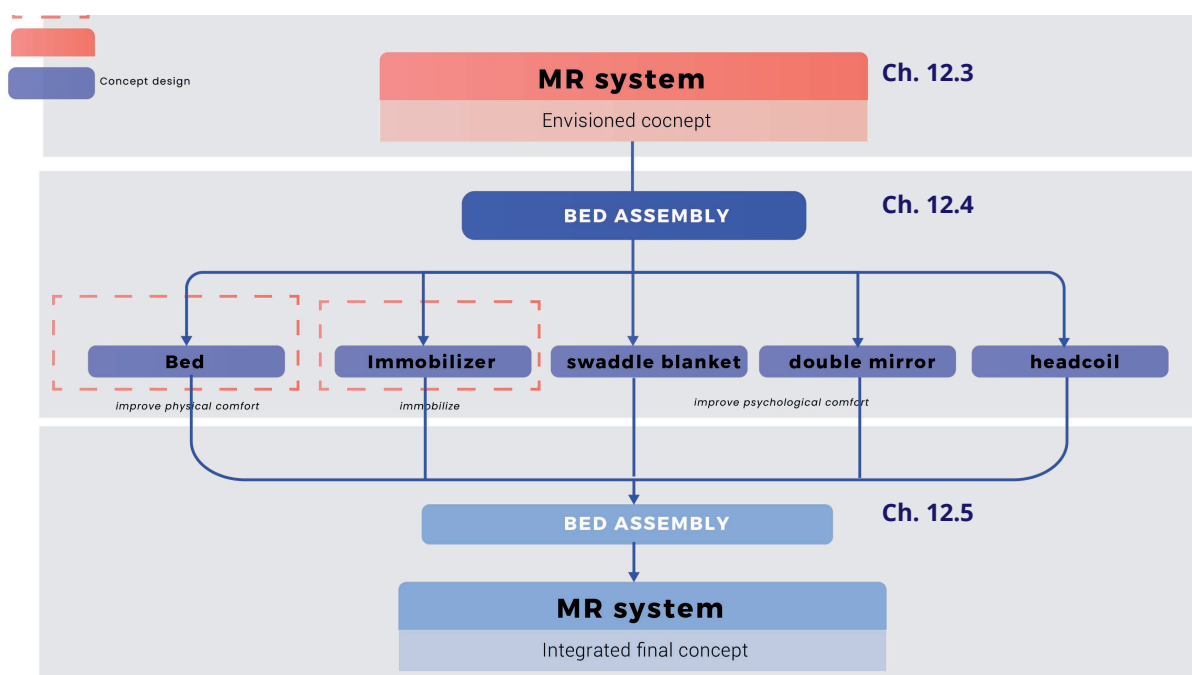 Concept design
MR system
Ch. 12.3
Envisioned cocnept
BED ASSEMBLY
Ch. 12.4
Bed
Immobilizer
swaddle blanket
double mirror
headcoil
improve physical comfort
immobilize
improve psychological comfort
BED ASSEMBLY
Ch. 12.5
MR system
Integrated final concept